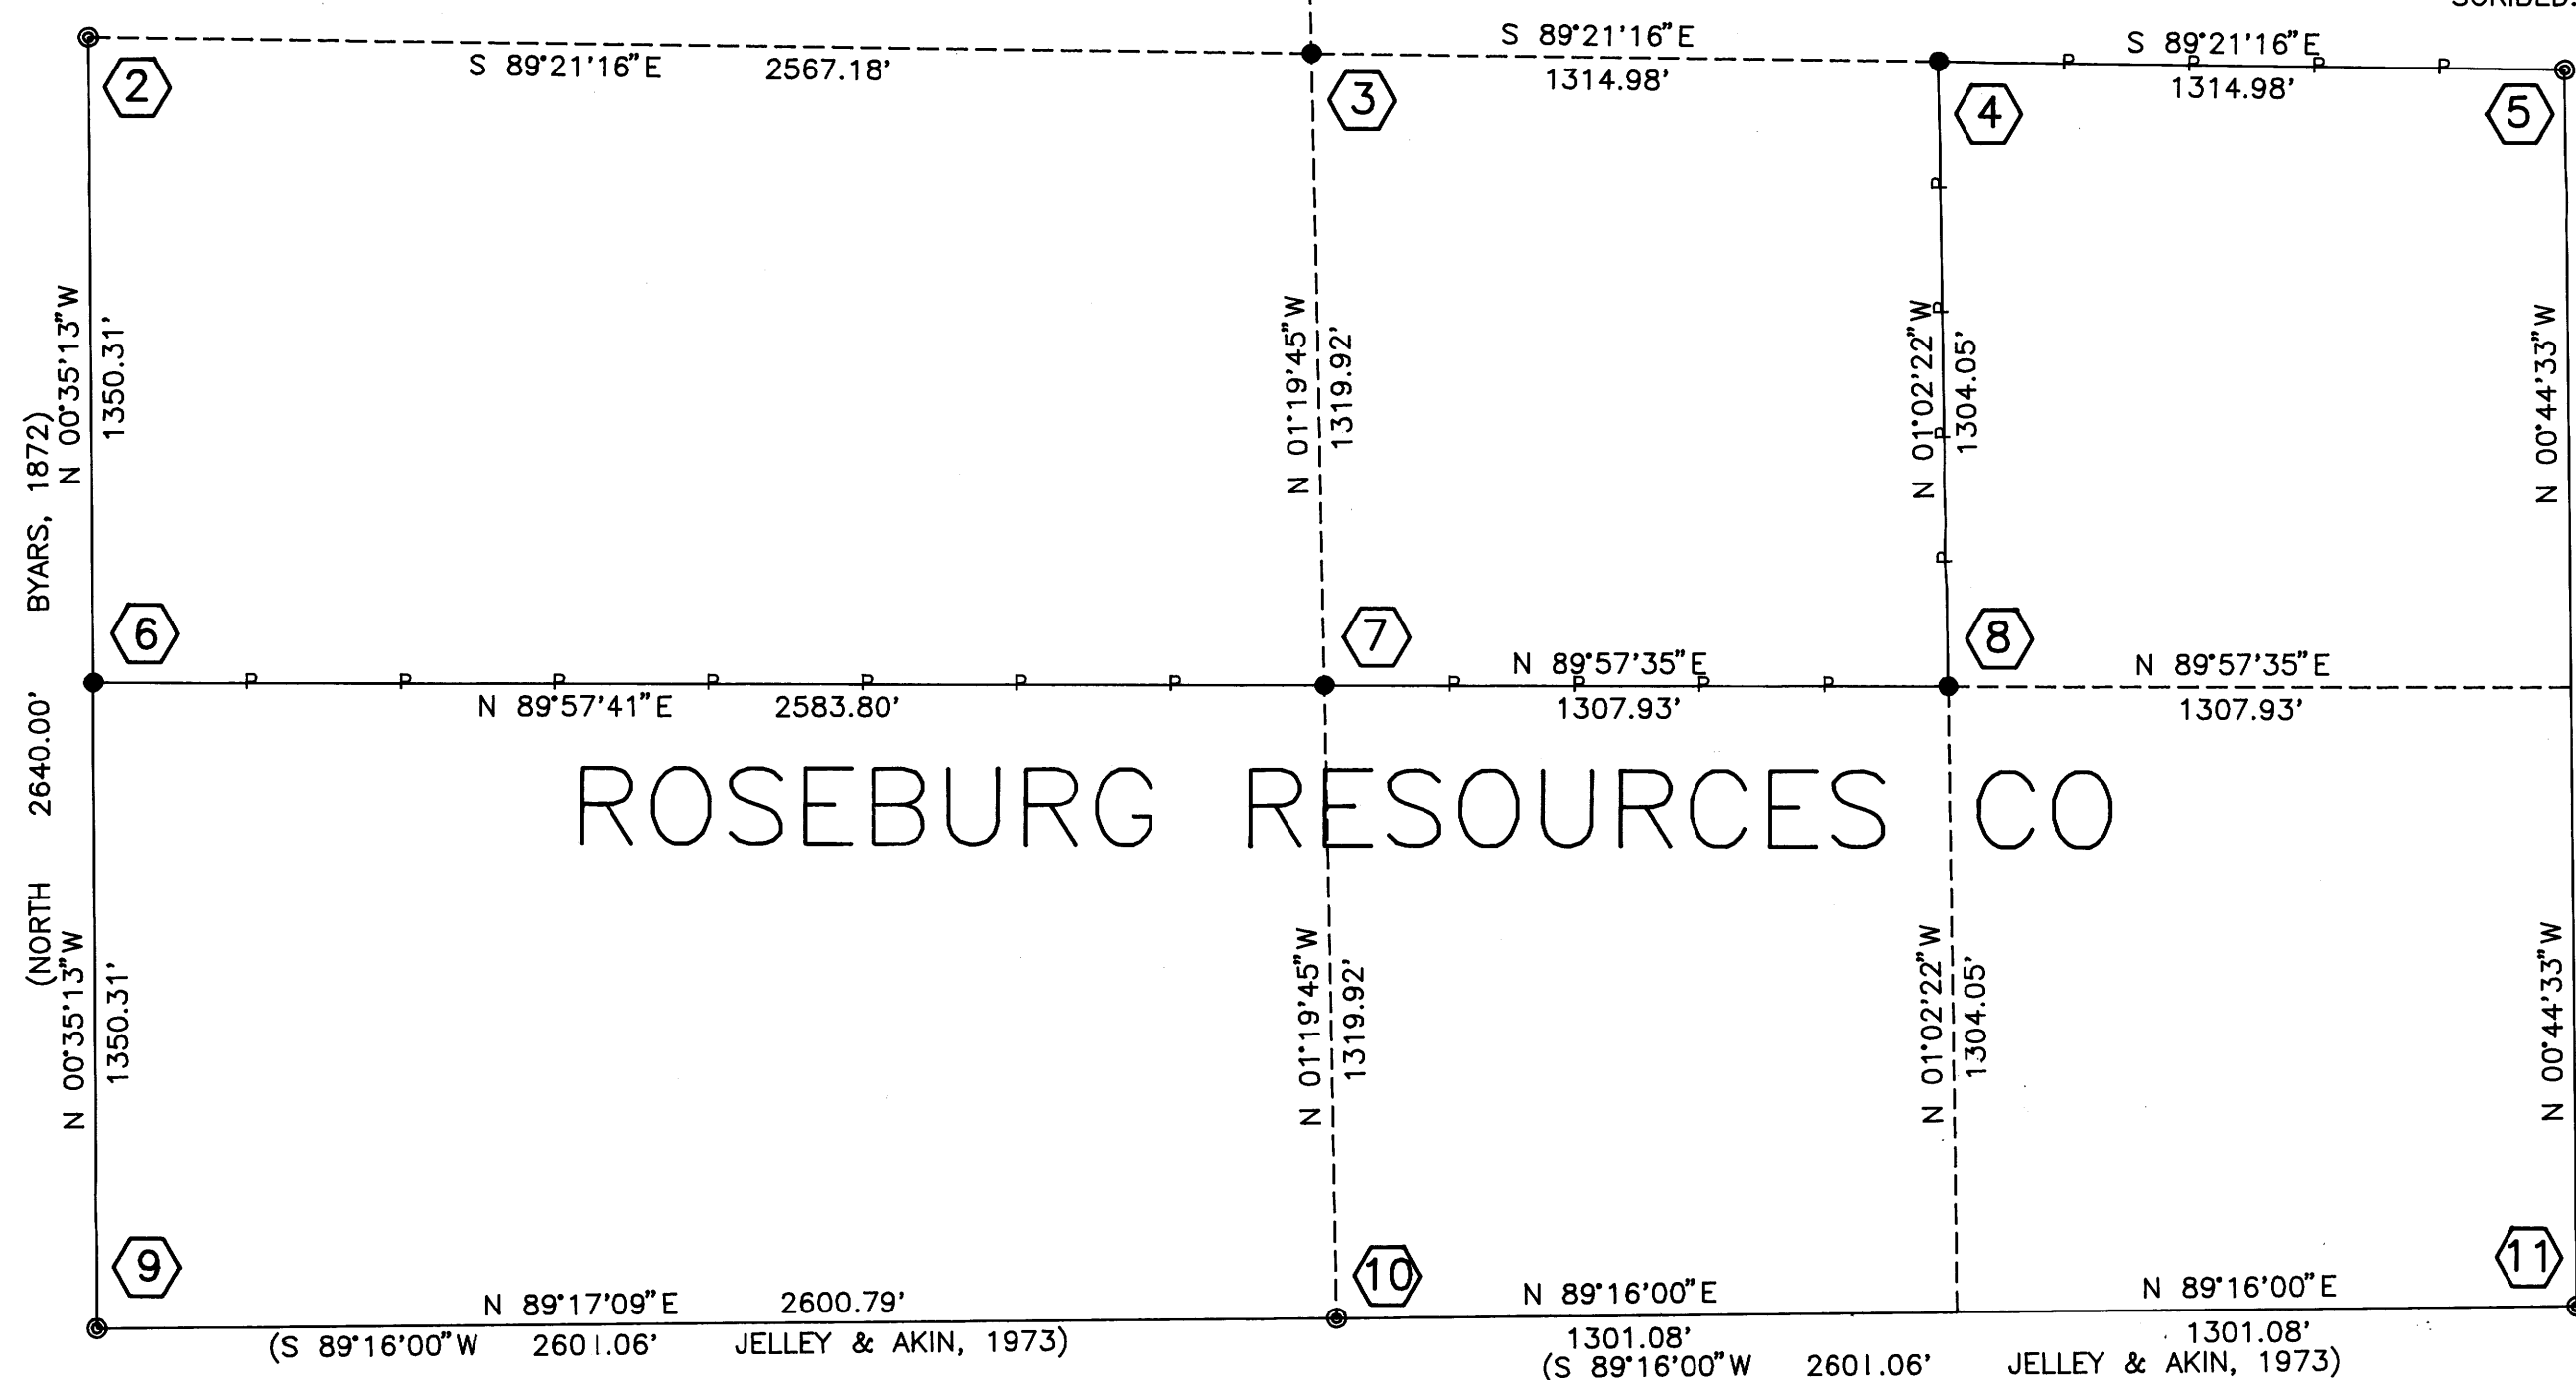 S 89°21'16"E
S 89°21'16"E
S 89°21'16"E 2567.18'
1314.98'
1314.98'
2
3
4
5
N 00°35'13"W
1350.31'
N 01°19'45"W
1319.92'
N 01°02'22"W
1304.05'
N 00°44'33"W
P P P P
P P P P
(NORTH 2640.00' BYARS, 1872)
6
7
8
N 89°57'35"E
N 89°57'35"E
P P P P P P P
P P P P
N 89°57'41"E 2583.80'
1307.93'
1307.93'
ROSEBURG RESOURCES CO
N 00°35'13"W
1350.31'
N 01°19'45"W
1319.92'
N 01°02'22"W
1304.05'
N 00°44'33"W
9
10
11
N 89°17'09"E 2600.79'
N 89°16'00"E
N 89°16'00"E
(S 89°16'00"W 2601.06' JELLEY & AKIN, 1973)
1301.08'
1301.08'
(S 89°16'00"W 2601.06' JELLEY & AKIN, 1973)